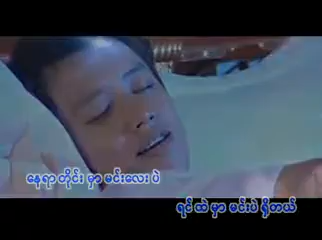 နေရာတိုင်း မှာ မင်းလေး ပဲ
ရင် ထဲ မှာ မင်းပဲ ရှိတယ်